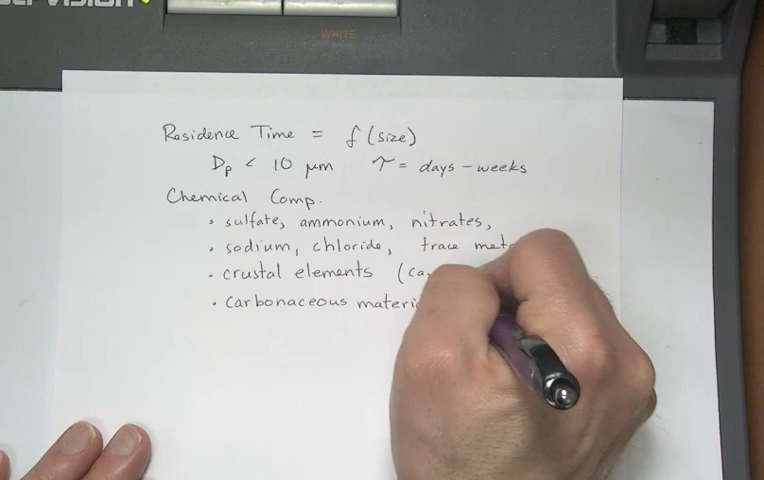 WHITE
Residence Time = f (size)
Dp < 10 μm τ = days - weeks
Chemical Comp.
• sulfate, ammonium, nitrates,
• sodium, chloride, trace
• crustal elements (Ca,
• carbonaceous